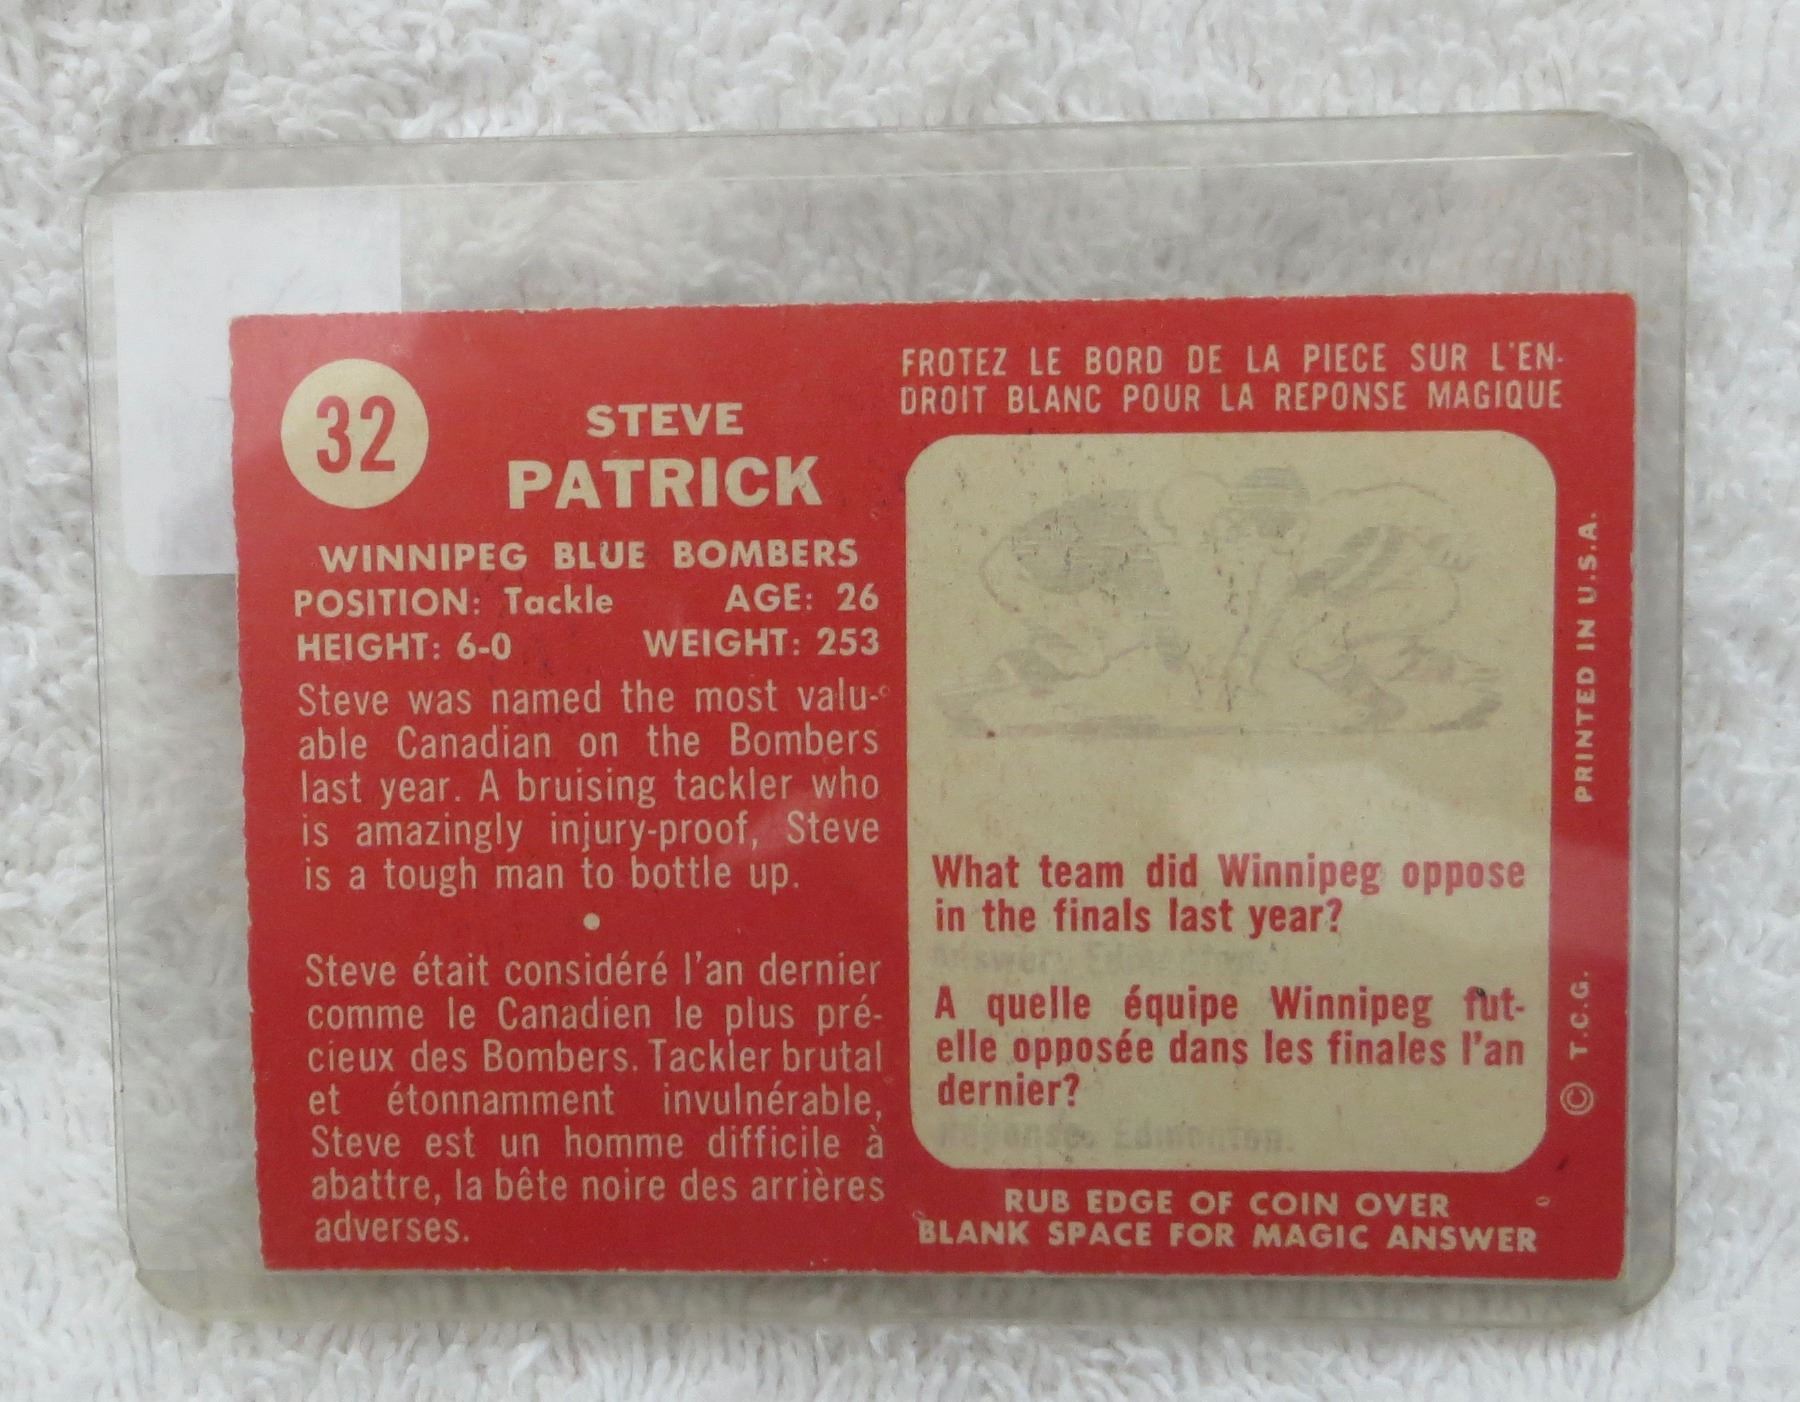 32
STEVE
PATRICK
WINNIPEG BLUE BOMBERS
POSITION: Tackle AGE: 26
HEIGHT: 6-0 WEIGHT: 253
Steve was named the most valu-
able Canadian on the Bombers
last year. A bruising tackler who
is amazingly injury-proof, Steve
is a tough man to bottle up.
Steve était considéré l'an dernier
comme le Canadien le plus pré-
cieux des Bombers. Tackler brutal
et étonnamment invulnérable,
Steve est un homme difficile à
abattre, la bête noire des arrières
adverses.
FROTEZ LE BORD DE LA PIECE SUR L'EN-
DROIT BLANC POUR LA REPONSE MAGIQUE
What team did Winnipeg oppose
in the finals last year?
Answer: Edmonton.
A quelle équipe Winnipeg fut-
elle opposée dans les finales l'an
dernier?
Réponse: Edmonton.
RUB EDGE OF COIN OVER
BLANK SPACE FOR MAGIC ANSWER
© T.C.G. PRINTED IN U.S.A.